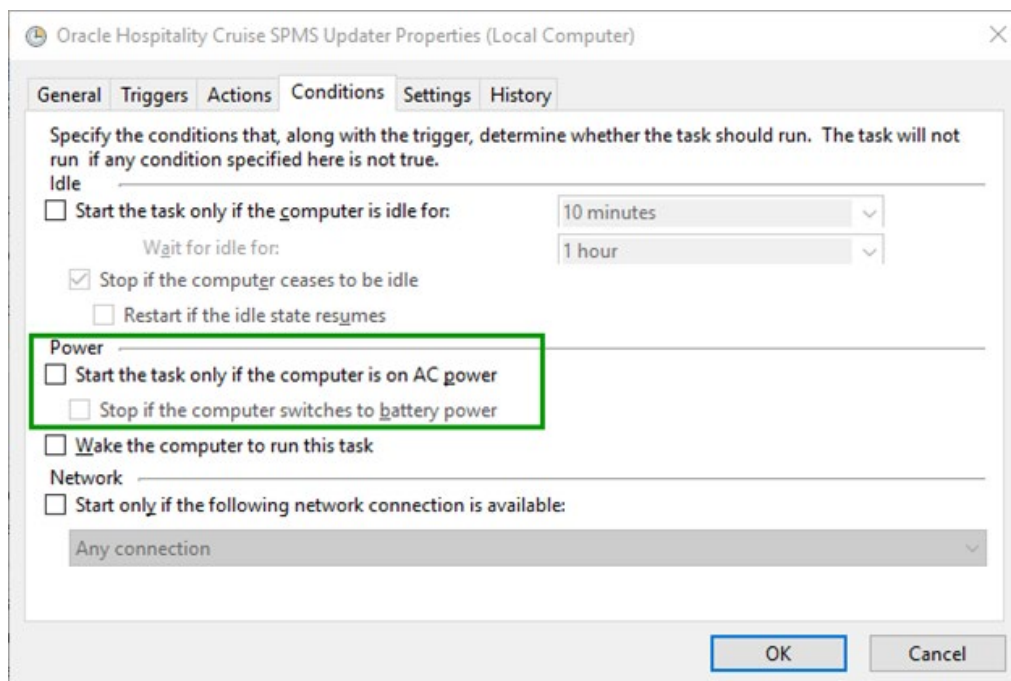 Oracle Hospitality Cruise SPMS Updater Properties (Local Computer)
General Triggers Actions Conditions Settings History
Specify the conditions that, along with the trigger, determine whether the task should run. The task will not
run if any condition specified here is not true.
Idle
Start the task only if the computer is idle for: 10 minutes
Wait for idle for: 1 hour
Stop if the computer ceases to be idle
Restart if the idle state resumes
Power
Start the task only if the computer is on AC power
Stop if the computer switches to battery power
Wake the computer to run this task
Network
Start only if the following network connection is available:
Any connection
OK Cancel